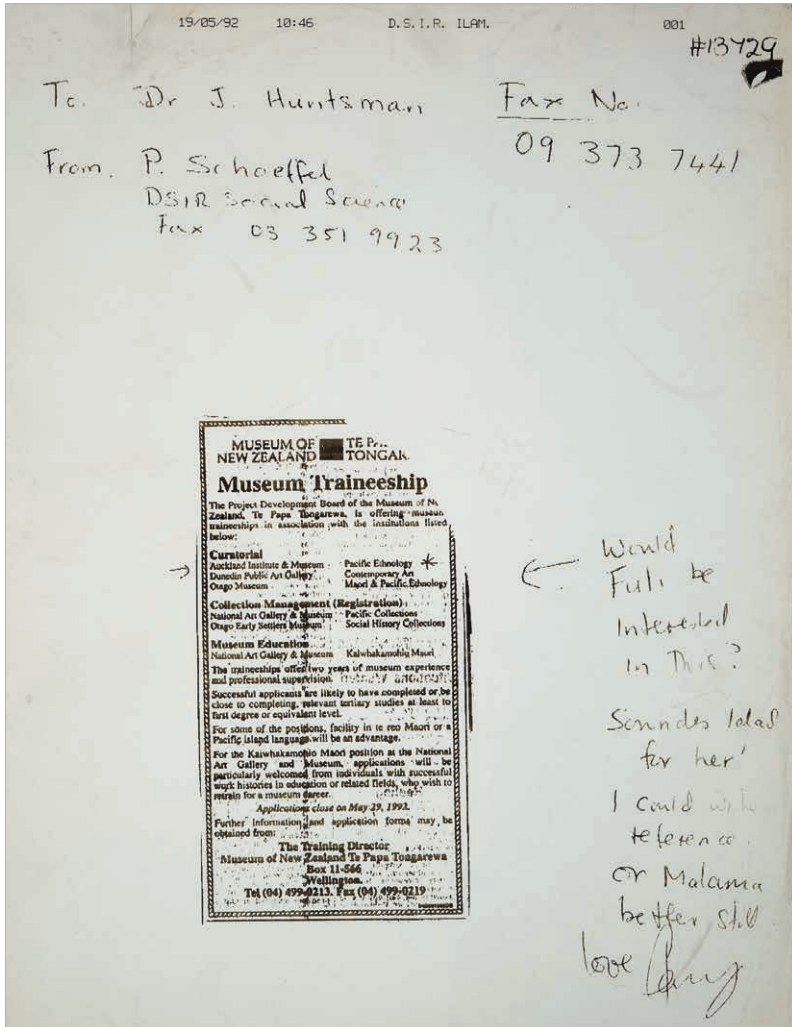 19/05/92 10:46 D.S.I.R. ILAM. 001
#13429
To. Dr J. Huntsman
Fax No.
09 373 7441
From. P. Schoeffel
DSIR Social Science
Fax 03 351 9923
MUSEUM OF NEW ZEALAND TE PA
TONGAR
Museum Traineeship
The Project Development Board of the Museum of
Zealand, Te Papa Tongarewa, is offering museum
traineeships in association with the institutions listed
below:
Curatorial
Auckland Institute & Museum Pacific Ethnology
Dunedin Public Art Gallery Contemporary Art
Otago Museum Maori & Pacific Ethnology
Collection Management (Registration)
National Art Gallery & Museum Pacific Collections
Otago Early Settlers Museum Social History Collections
Museum Education
National Art Gallery & Museum Kaiwhakamohio Maori
The traineeships offer two years of museum experience
and professional supervision.
Successful applicants are likely to have completed or be
close to completing, relevant tertiary studies at least to
first degree or equivalent level.
For some of the positions, facility in te reo Maori or a
Pacific island language will be an advantage.
For the Kaiwhakamohio Maori position at the National
Art Gallery and Museum, applications will be
particularly welcomed from individuals with successful
work histories in education or related fields, who wish to
retrain for a museum career.
Applications close on May 29, 1992.
Further information and application forms may be
obtained from:
The Training Director
Museum of New Zealand Te Papa Tongarewa
Box 11-566
Wellington.
Tel (04) 499-0213. Fax (04) 499-0219
Would
Fuli be
Interested
In This?
Soundes Ideal
for her!
I could write
reference.
or Malama
better still
love